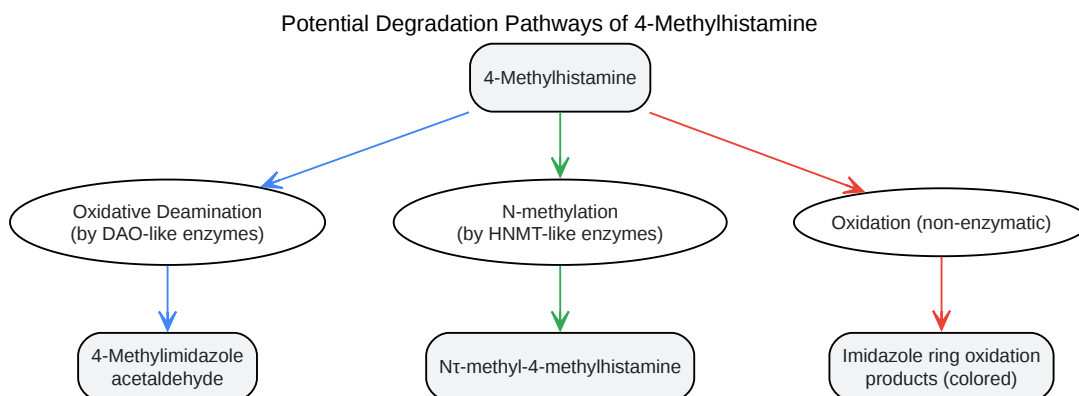 Potential Degradation Pathways of 4-Methylhistamine
4-Methylhistamine
Oxidative Deamination
(by DAO-like enzymes)
N-methylation
(by HNMT-like enzymes)
Oxidation (non-enzymatic)
4-Methylimidazole
acetaldehyde
Nτ-methyl-4-methylhistamine
Imidazole ring oxidation
products (colored)